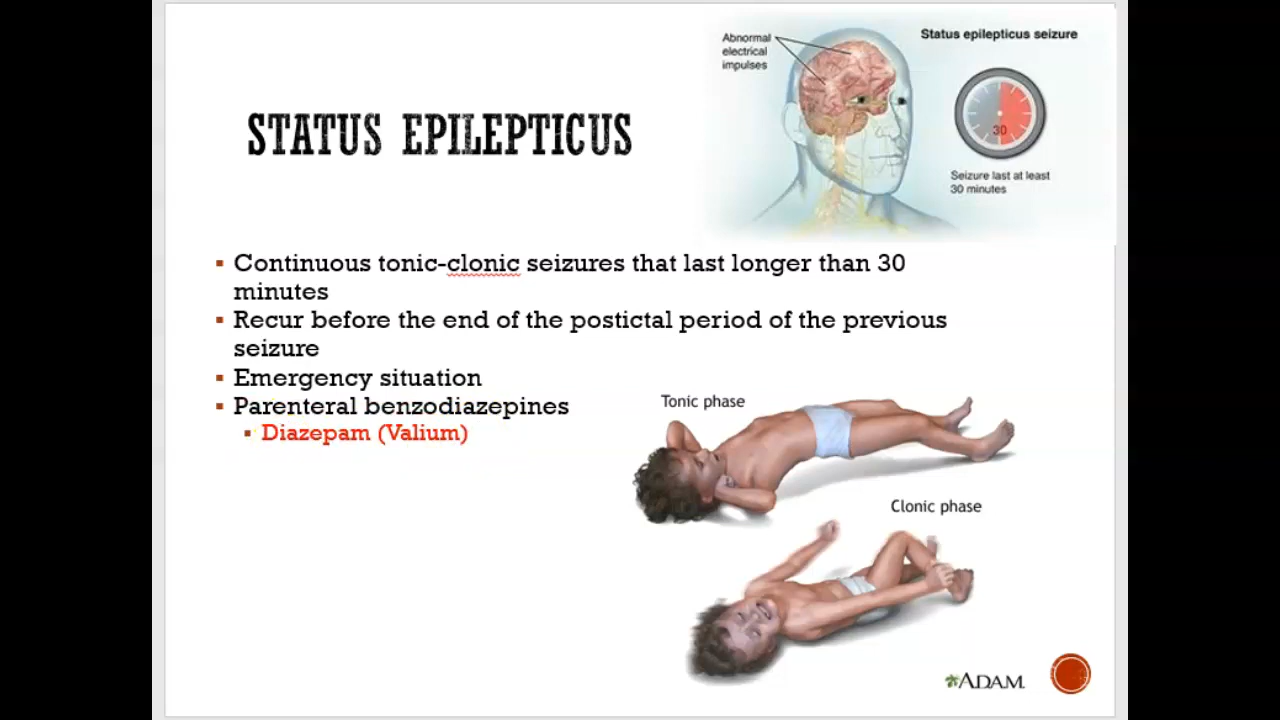 Abnormal
electrical
impulses
Status epilepticus seizure
30
Seizure last at least
30 minutes
STATUS EPILEPTICUS
▪ Continuous tonic-clonic seizures that last longer than 30
minutes
▪ Recur before the end of the postictal period of the previous
seizure
▪ Emergency situation
▪ Parenteral benzodiazepines
▪ Diazepam (Valium)
Tonic phase
Clonic phase
ADAM.